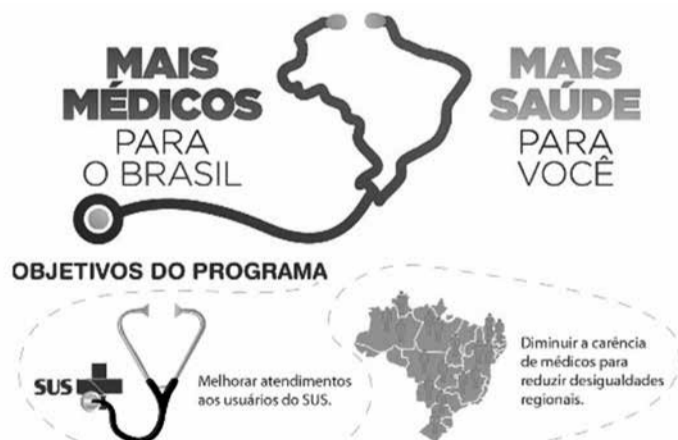 MAIS
MÉDICOS
PARA
O BRASIL
MAIS
SAÚDE
PARA
VOCÊ
OBJETIVOS DO PROGRAMA
SUS
Melhorar atendimentos
aos usuários do SUS.
Diminuir a carência
de médicos para
reduzir desigualdades
regionais.